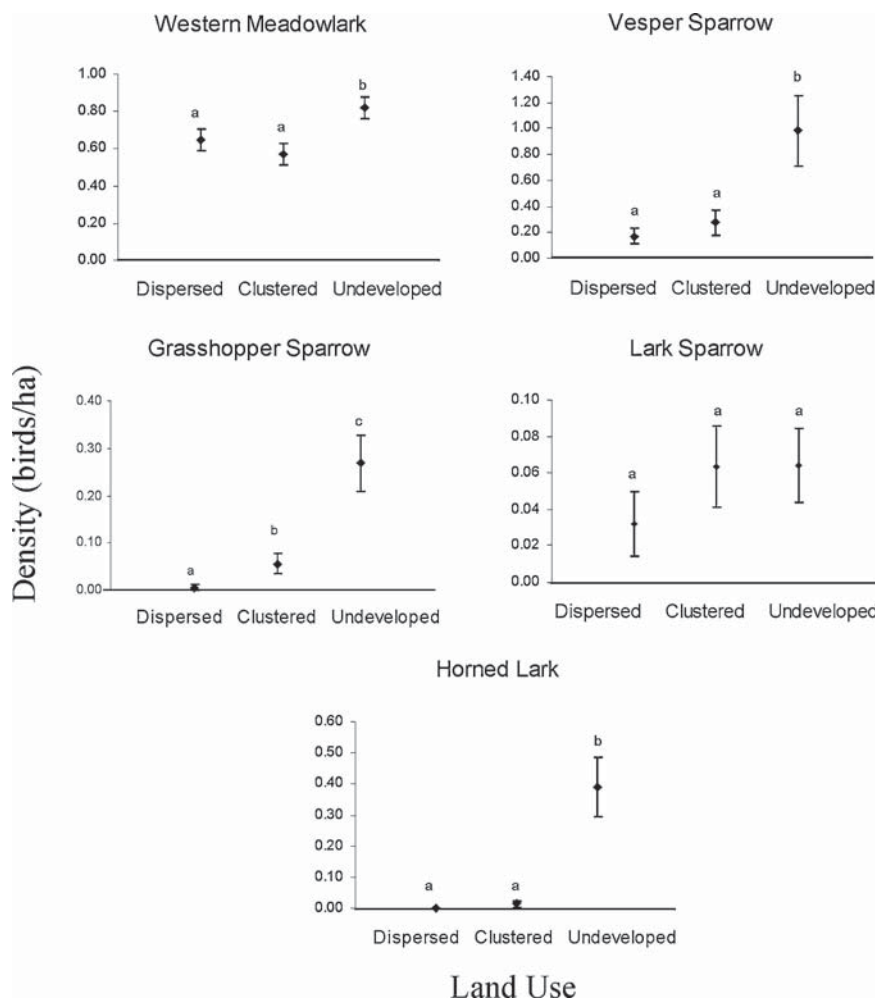 Western Meadowlark
1.00
0.80
0.60
0.40
0.20
0.00
a
a
b
Dispersed Clustered Undeveloped
Vesper Sparrow
1.40
1.20
1.00
0.80
0.60
0.40
0.20
0.00
a
a
b
Dispersed Clustered Undeveloped
Density (birds/ha)
Grasshopper Sparrow
0.40
0.30
0.20
0.10
0.00
a
b
c
Dispersed Clustered Undeveloped
Lark Sparrow
0.10
0.08
0.06
0.04
0.02
0.00
a
a
a
Dispersed Clustered Undeveloped
Horned Lark
0.60
0.50
0.40
0.30
0.20
0.10
0.00
a
a
b
Dispersed Clustered Undeveloped
Land Use